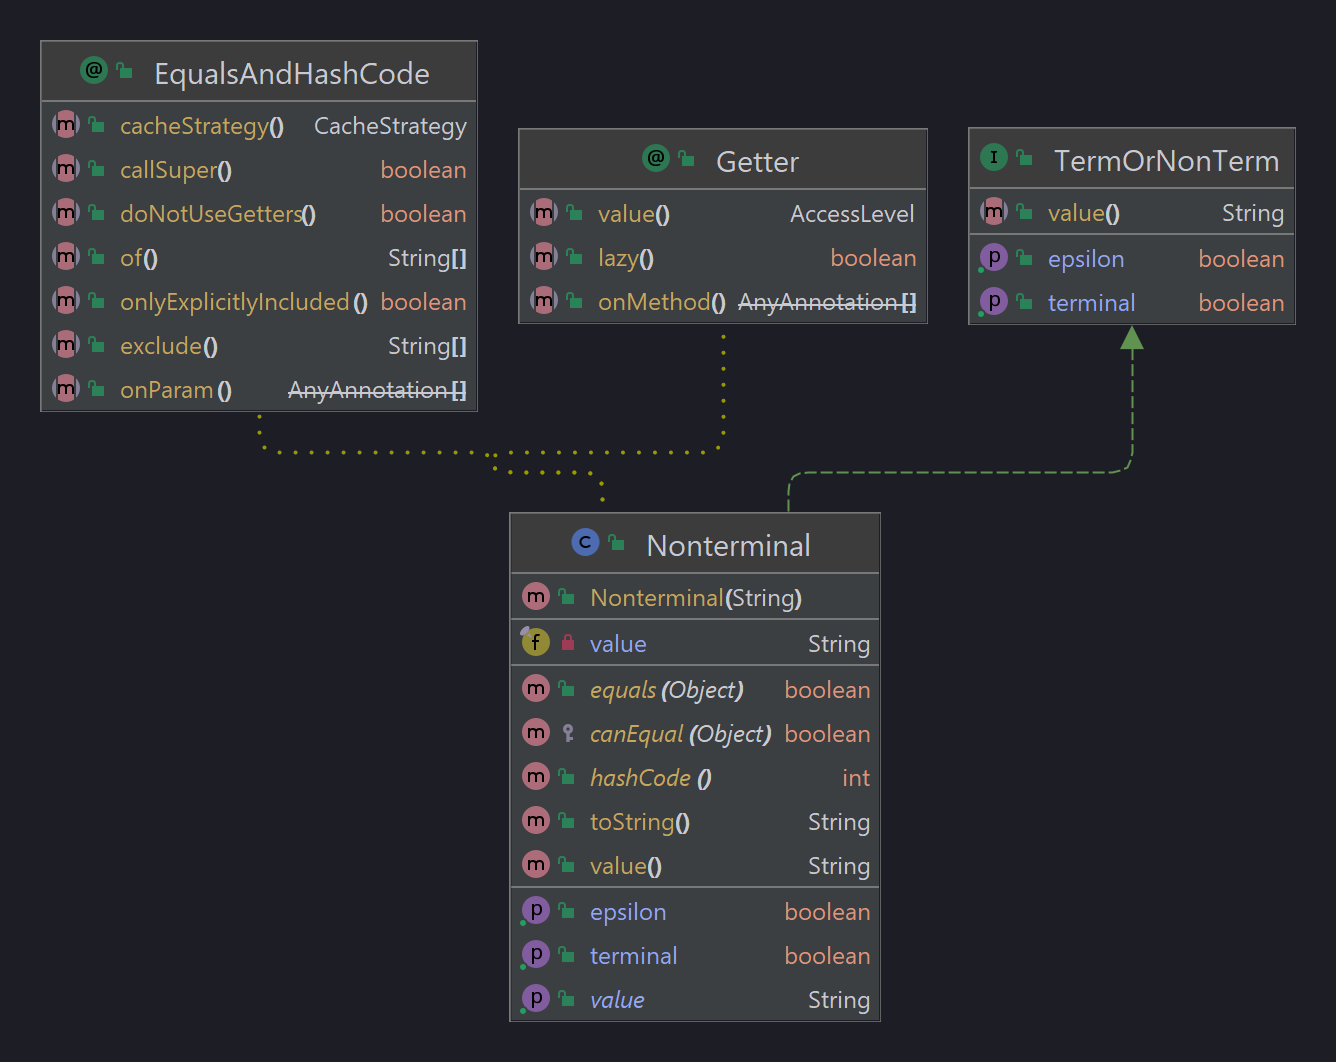 @ EqualsAndHashCode
m cacheStrategy() CacheStrategy
m callSuper() boolean
m doNotUseGetters() boolean
m of() String[]
m onlyExplicitlyIncluded() boolean
m exclude() String[]
m onParam() AnyAnnotation[]
@ Getter
m value() AccessLevel
m lazy() boolean
m onMethod() AnyAnnotation[]
I TermOrNonTerm
m value() String
p epsilon boolean
p terminal boolean
C Nonterminal
m Nonterminal(String)
f value String
m equals(Object) boolean
m canEqual(Object) boolean
m hashCode() int
m toString() String
m value() String
p epsilon boolean
p terminal boolean
p value String